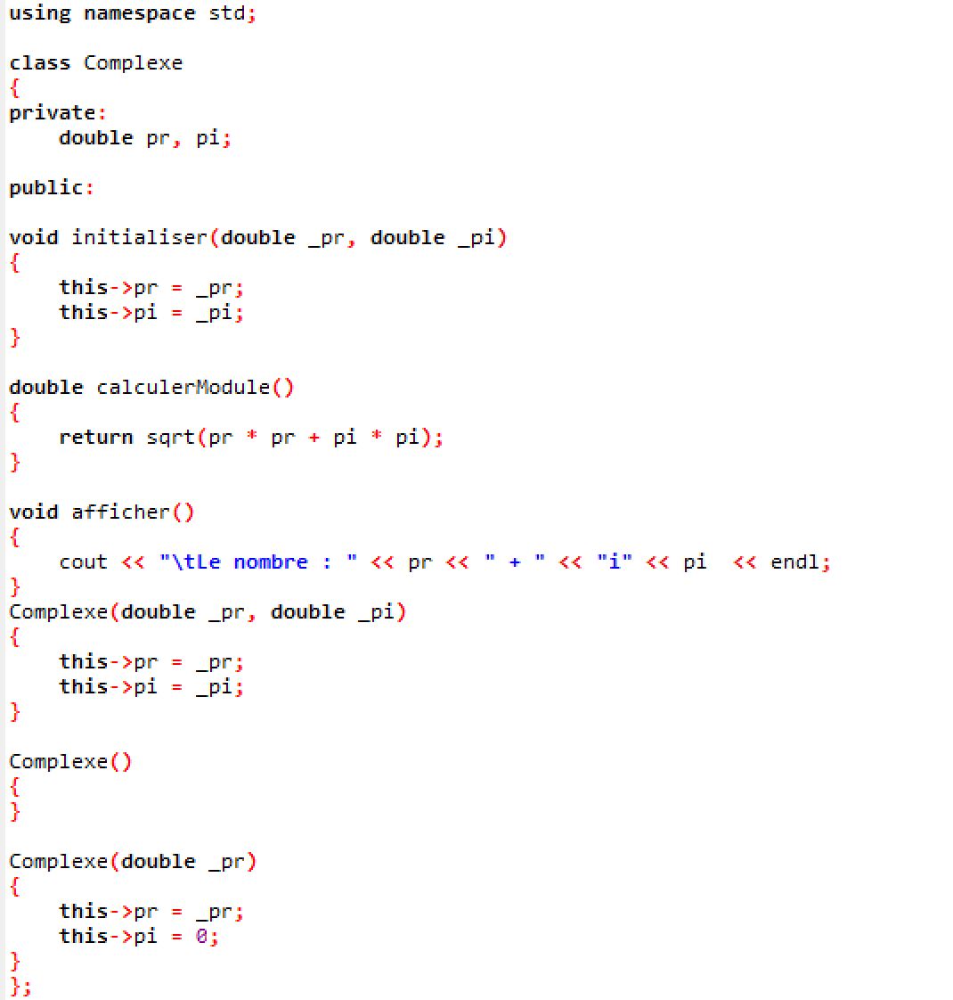 using namespace std;
class Complexe
{
private:
    double pr, pi;
public:
void initialiser(double _pr, double _pi)
{
    this->pr = _pr;
    this->pi = _pi;
}
double calculerModule()
{
    return sqrt(pr * pr + pi * pi);
}
void afficher()
{
    cout << "\tLe nombre : " << pr << " + " << "i" << pi  << endl;
}
Complexe(double _pr, double _pi)
{
    this->pr = _pr;
    this->pi = _pi;
}
Complexe()
{
}
Complexe(double _pr)
{
    this->pr = _pr;
    this->pi = 0;
}
};